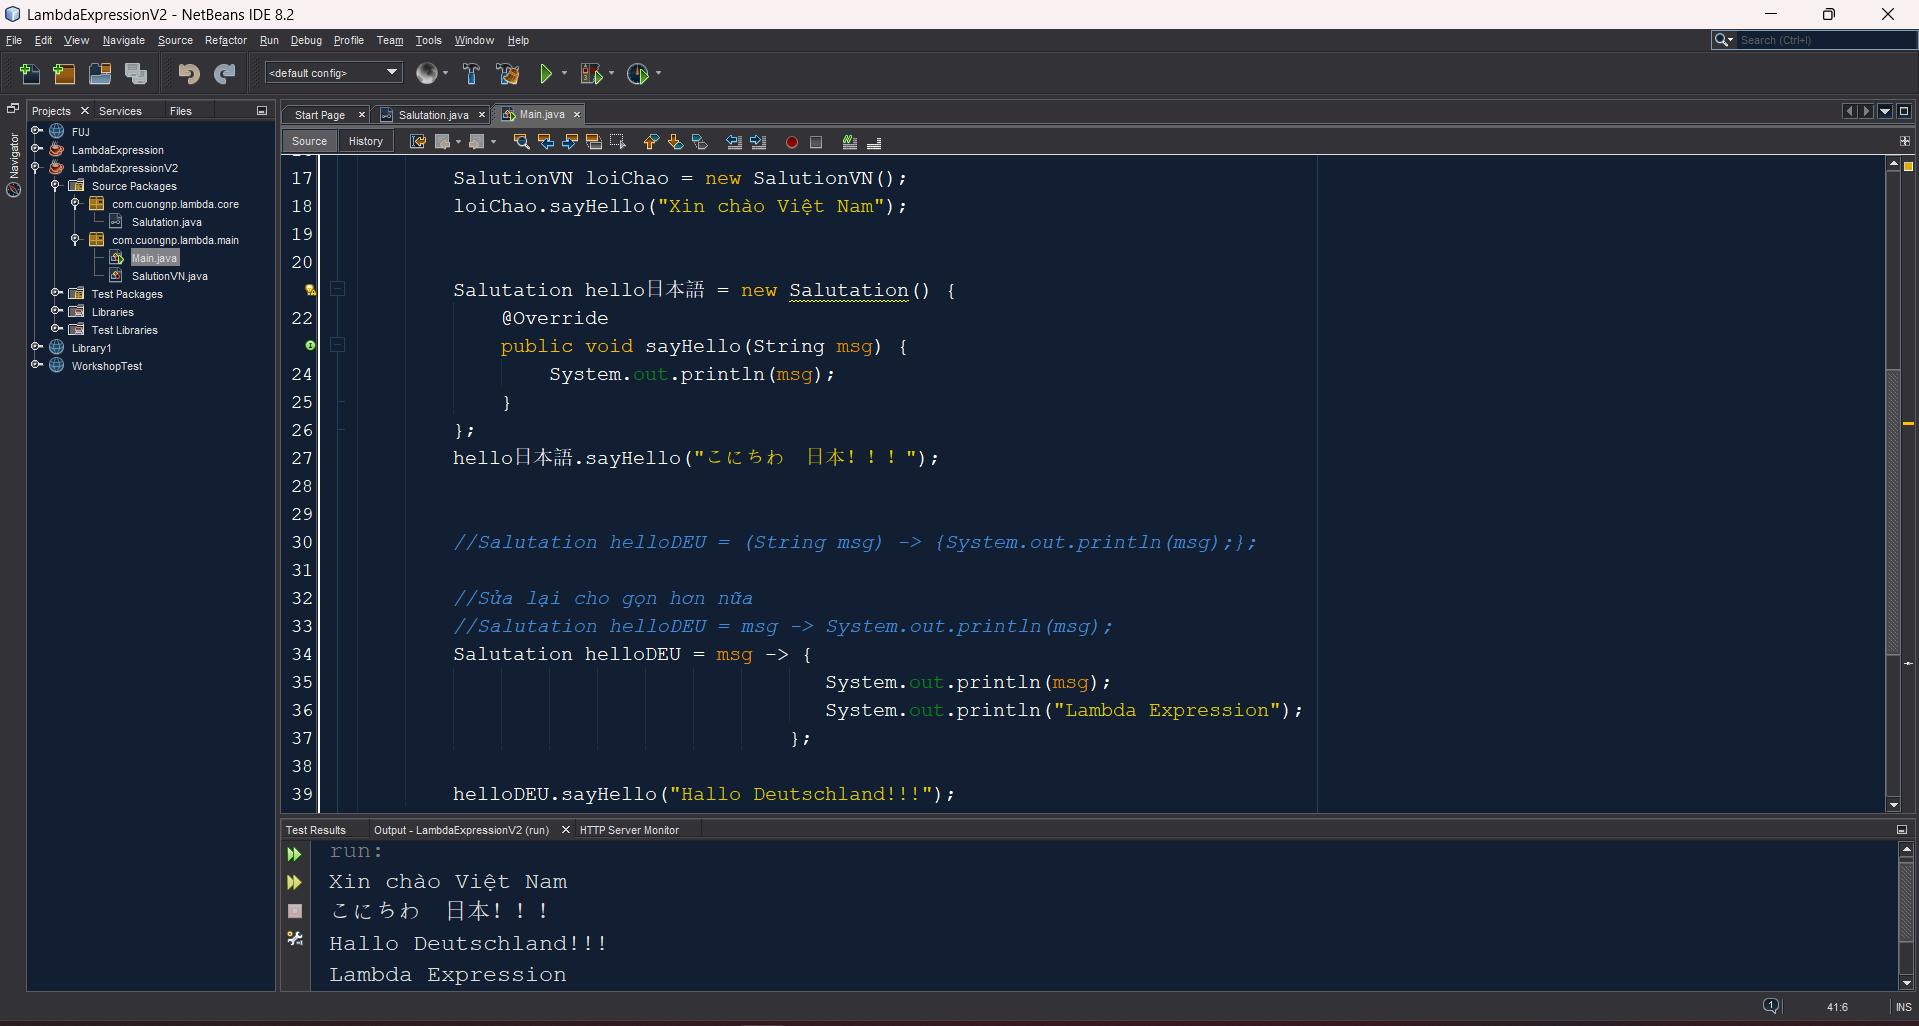 LambdaExpressionV2 - NetBeans IDE 8.2
File Edit View Navigate Source Refactor Run Debug Profile Team Tools Window Help
Search (Ctrl+I)
<default config>
Projects Services Files
Navigator
FUJ
LambdaExpression
LambdaExpressionV2
Source Packages
com.cuongnp.lambda.core
Salutation.java
com.cuongnp.lambda.main
Main.java
SalutionVN.java
Test Packages
Libraries
Test Libraries
Library1
WorkshopTest
Start Page Salutation.java Main.java
Source History
17 SalutionVN loiChao = new SalutionVN();
18 loiChao.sayHello("Xin chào Việt Nam");
19
20
Salutation hello日本語 = new Salutation() {
22 @Override
public void sayHello(String msg) {
24 System.out.println(msg);
25 }
26 };
27 hello日本語.sayHello("こにちわ　日本！！！");
28
29
30 //Salutation helloDEU = (String msg) -> {System.out.println(msg);};
31
32 //Sửa lại cho gọn hơn nữa
33 //Salutation helloDEU = msg -> System.out.println(msg);
34 Salutation helloDEU = msg -> {
35 System.out.println(msg);
36 System.out.println("Lambda Expression");
37 };
38
39 helloDEU.sayHello("Hallo Deutschland!!!");
Test Results Output - LambdaExpressionV2 (run) HTTP Server Monitor
run:
Xin chào Việt Nam
こにちわ　日本！！！
Hallo Deutschland!!!
Lambda Expression
1 41:6 INS